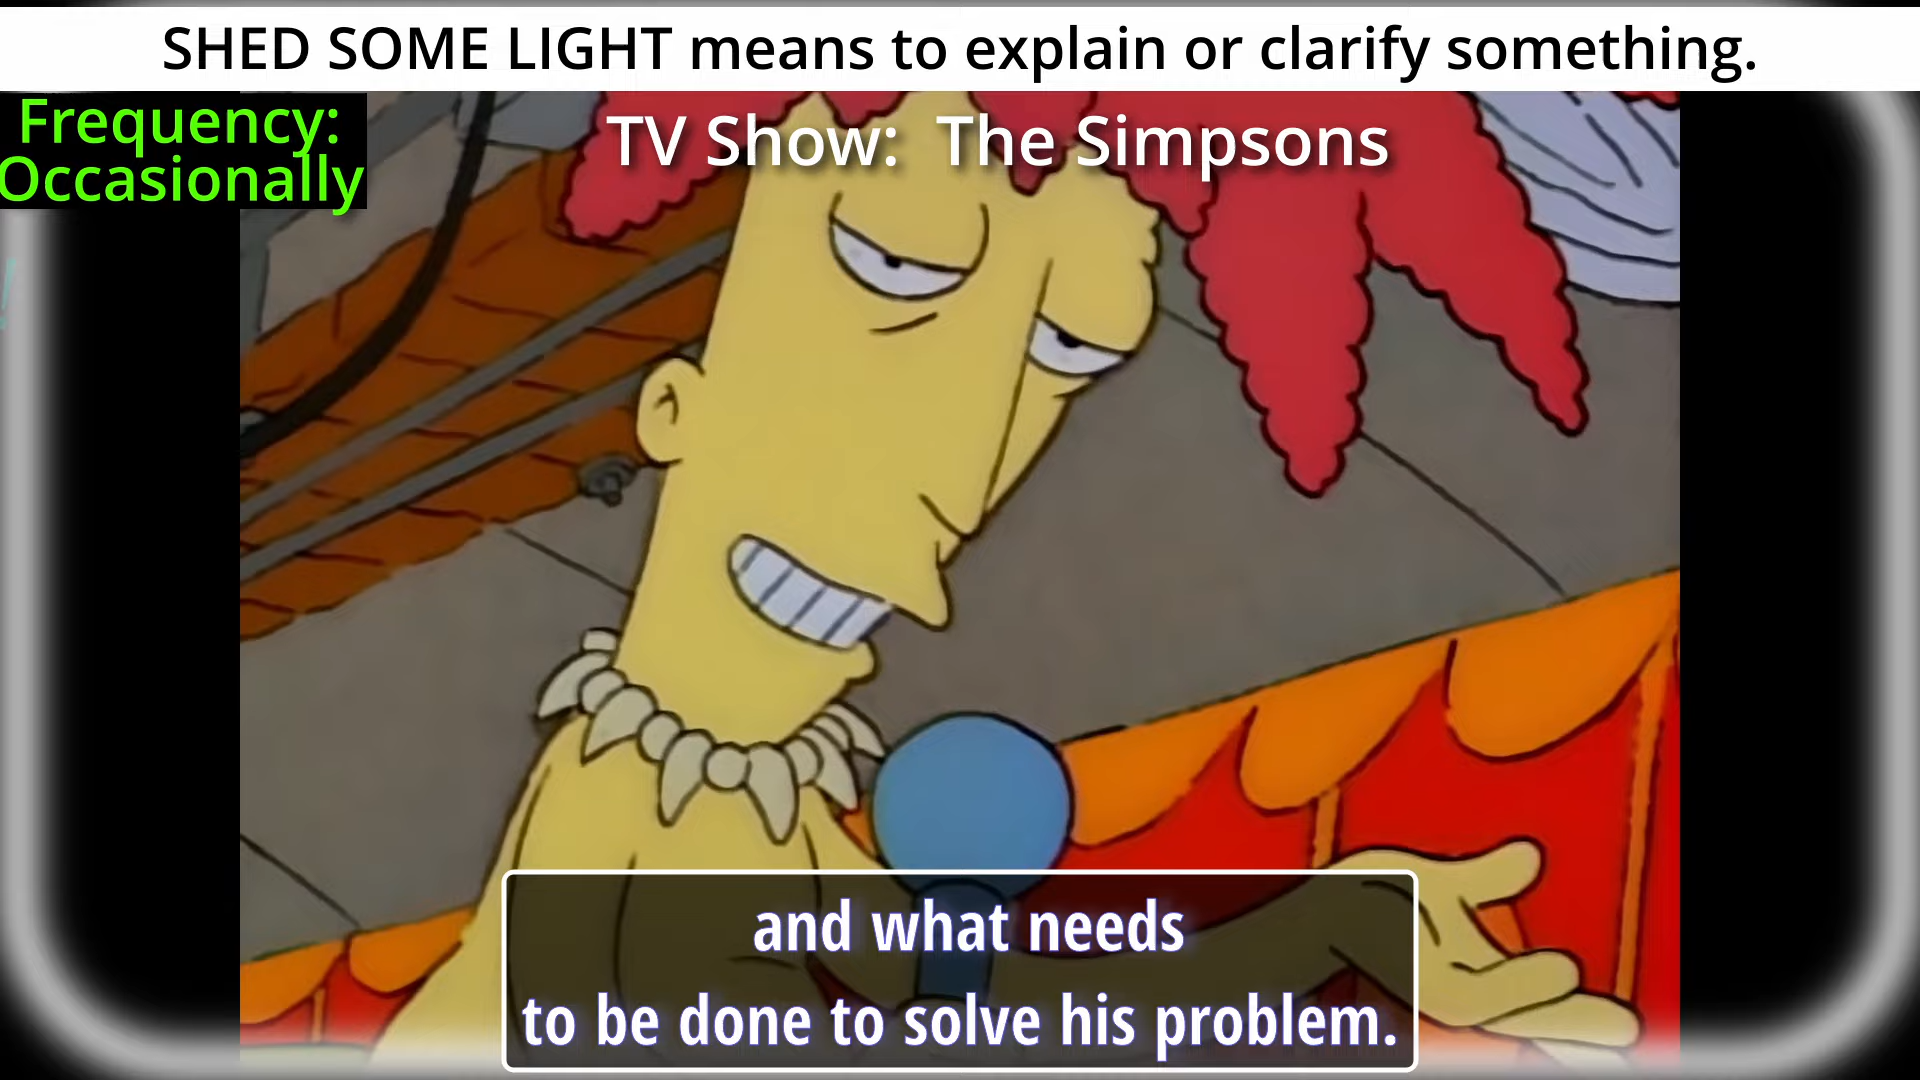 SHED SOME LIGHT means to explain or clarify something.
Frequency:
Occasionally
TV Show: The Simpsons
and what needs
to be done to solve his problem.